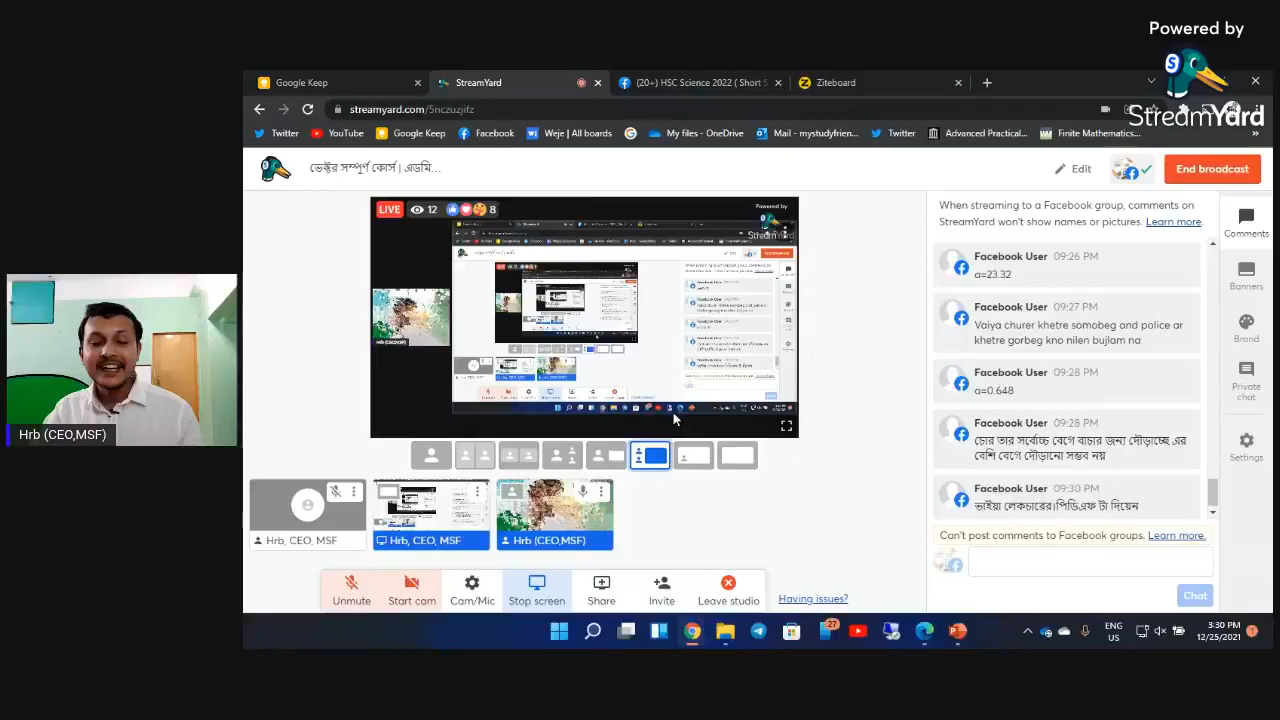 Powered by
StreamYard
Google Keep
StreamYard
(20+) HSC Science 2022 ( Short S
Ziteboard
streamyard.com/5nczuzjifz
Twitter
YouTube
Google Keep
Facebook
Weje | All boards
My files - OneDrive
Mail - mystudyfrien...
Twitter
Advanced Practical...
Finite Mathematics...
ভেক্টর সম্পূর্ণ কোর্স | এডমি...
Edit
End broadcast
LIVE
12
8
Powered by
When streaming to a Facebook group, comments on
StreamYard won't show names or pictures. Learn more.
Comments
Banners
Brand
Private
chat
Settings
Facebook User 09:26 PM
α=23.32
Facebook User 09:27 PM
khetre somobeg and police ar
khetre gorbeg kno nilen bujlam na
Facebook User 09:28 PM
α=0.148
Facebook User 09:28 PM
চোর তার সর্বোচ্চ বেগে বাচার জন্য দৌড়াচ্ছে এর
বেশি বেগে দৌড়ানো সম্ভব নয়
Facebook User 09:30 PM
ভাইয়া লেকচারের।পিডিএফ টা দিয়েন
Can't post comments to Facebook groups. Learn more.
Chat
Hrb (CEO,MSF)
Hrb, CEO, MSF
Hrb, CEO, MSF
Hrb (CEO,MSF)
Unmute
Start cam
Cam/Mic
Stop screen
Share
Invite
Leave studio
Having issues?
27
ENG
US
3:30 PM
12/25/2021
1